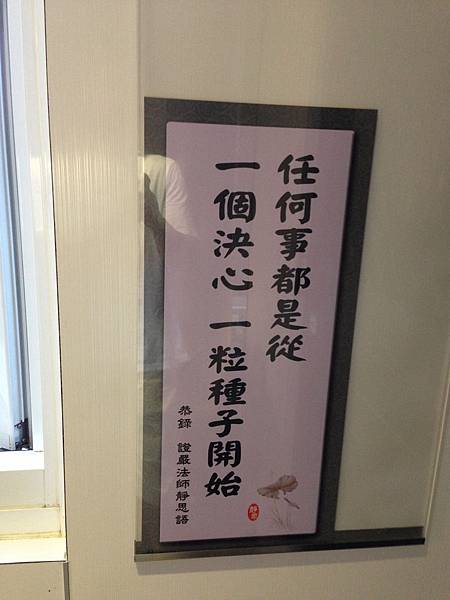 任何事都是從
一個決心 一粒種子開始
恭錄 證嚴法師靜思語